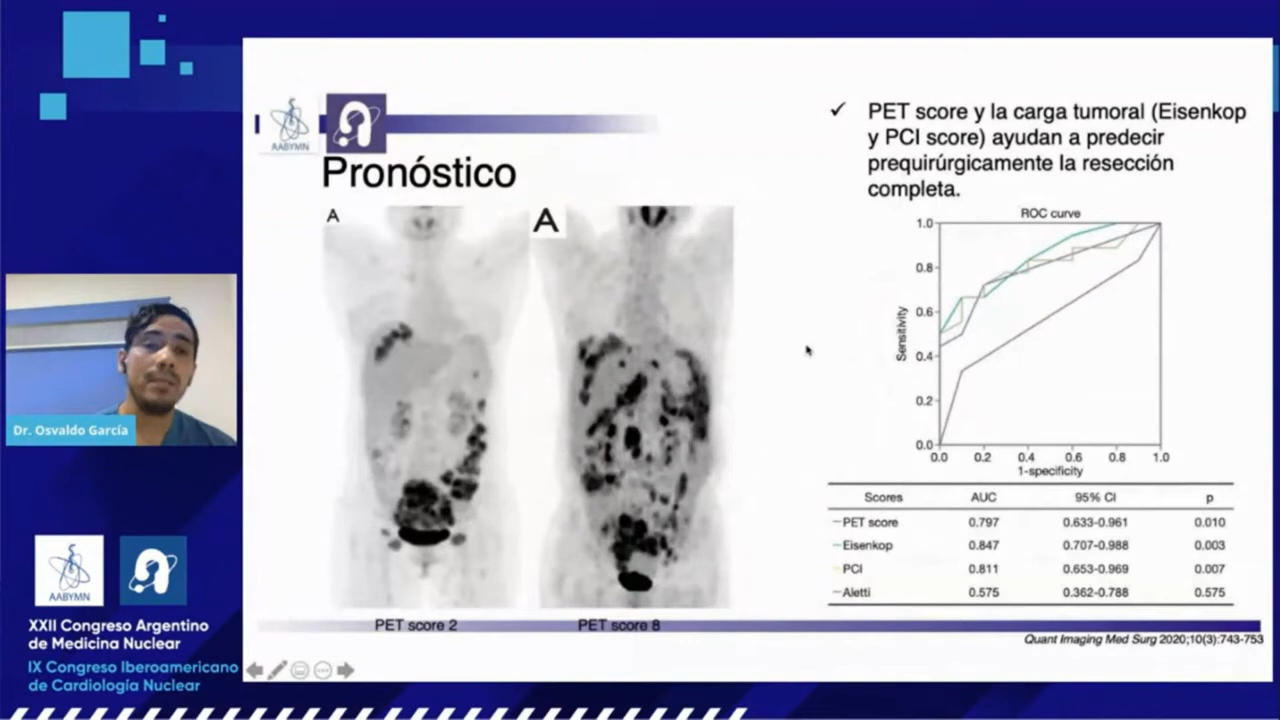 AABYMN
Pronóstico
A
A
PET score 2
PET score 8
✓ PET score y la carga tumoral (Eisenkop
y PCI score) ayudan a predecir
prequirúrgicamente la resección
completa.
ROC curve
Sensitivity
1.0
0.8
0.6
0.4
0.2
0.0
0.0 0.2 0.4 0.6 0.8 1.0
1-specificity
Scores AUC 95% CI p
PET score 0.797 0.633-0.961 0.010
Eisenkop 0.847 0.707-0.988 0.003
PCI 0.811 0.653-0.969 0.007
Aletti 0.575 0.362-0.788 0.575
Quant Imaging Med Surg 2020;10(3):743-753
Dr. Osvaldo García
AABYMN
XXII Congreso Argentino
de Medicina Nuclear
IX Congreso Iberoamericano
de Cardiología Nuclear